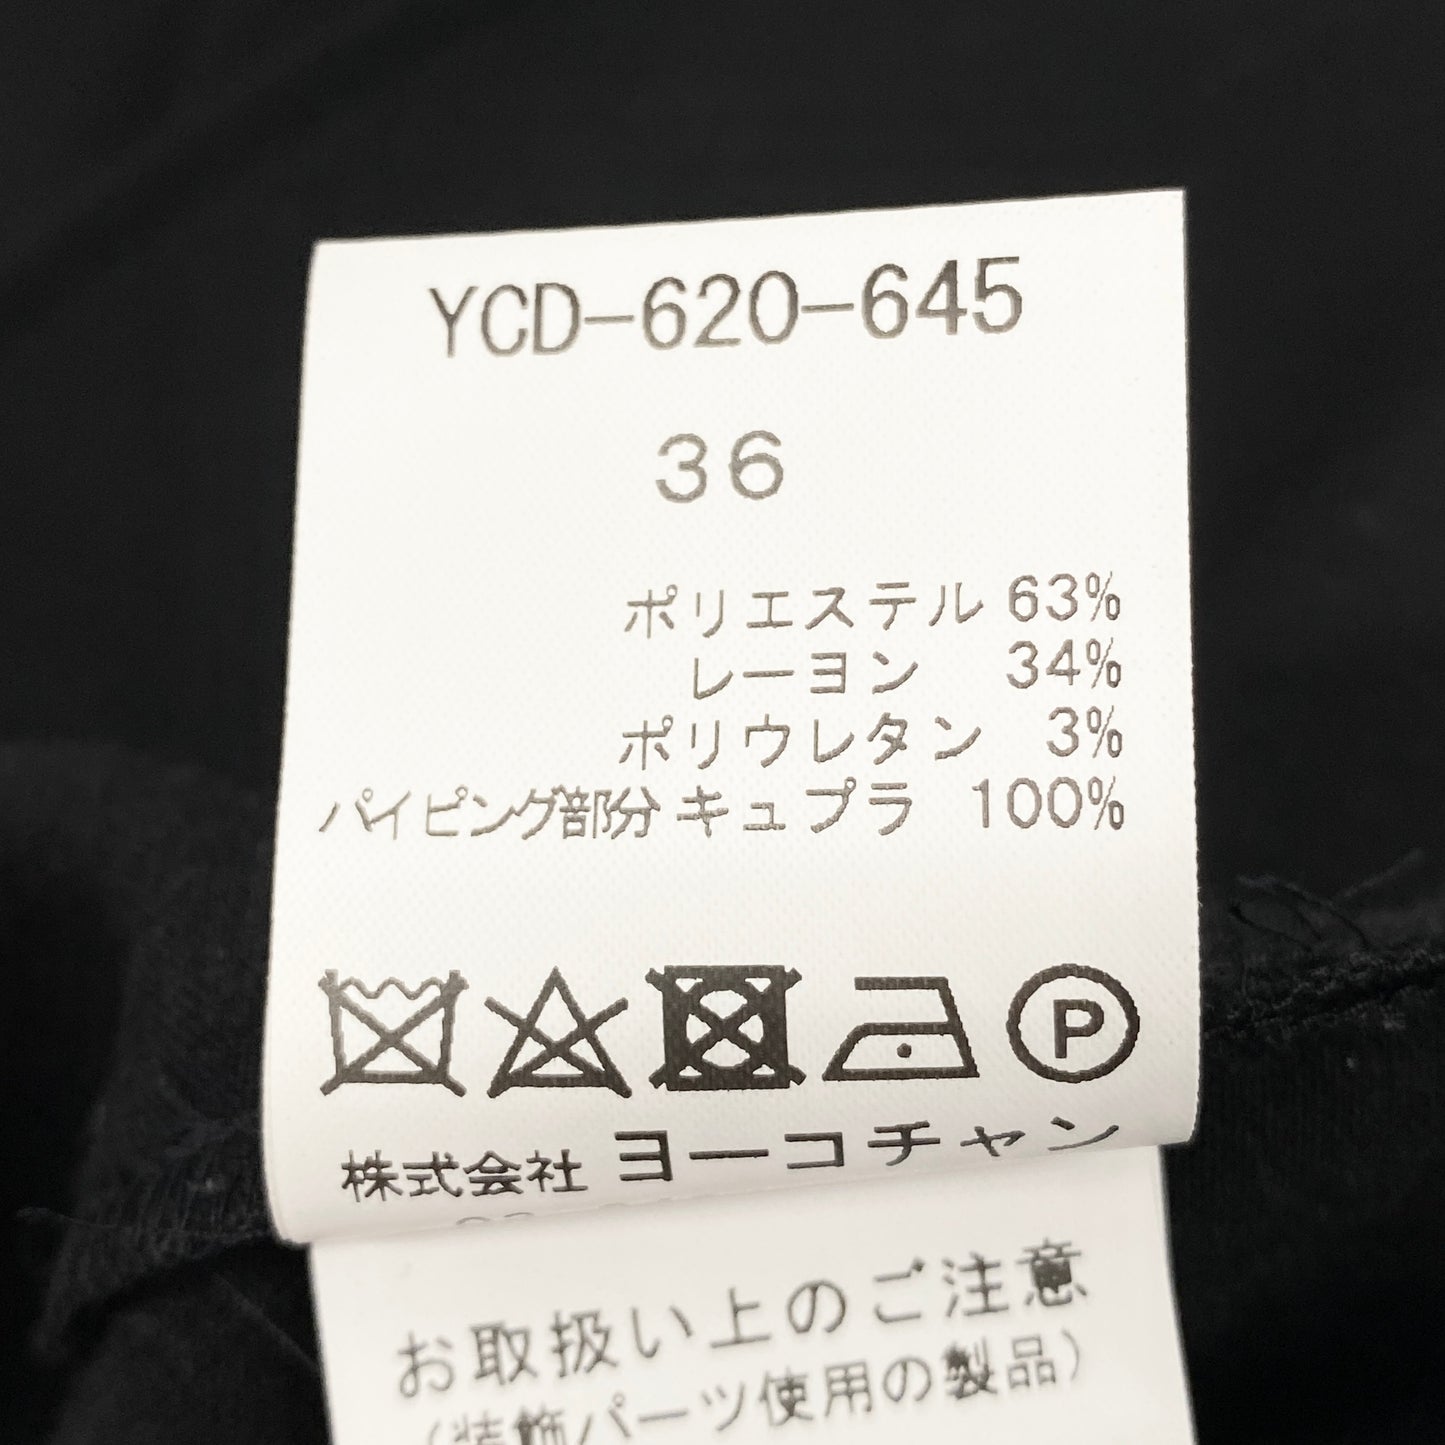 YCD-620-645
36
ポリエステル 63%
レーヨン 34%
ポリウレタン 3%
パイピング部分 キュプラ 100%
P
株式会社 ヨーコチャン
お取扱い上のご注意
(装飾パーツ使用の製品)